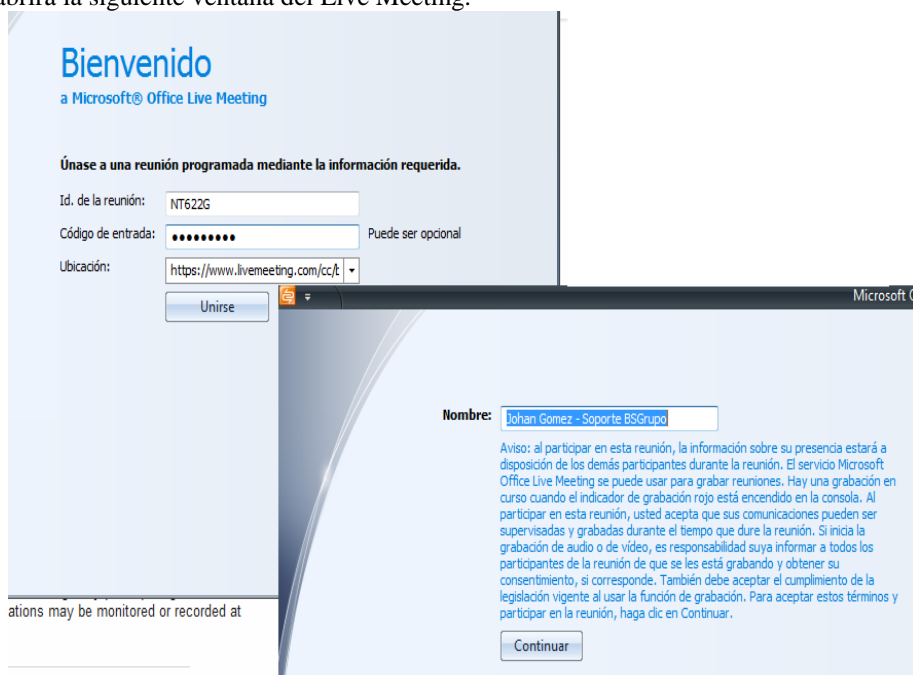 abrirá la siguiente ventana del Live Meeting.
Bienvenido
a Microsoft® Office Live Meeting
Únase a una reunión programada mediante la información requerida.
Id. de la reunión: NT622G
Código de entrada: ●●●●●●●●● Puede ser opcional
Ubicación: https://www.livemeeting.com/cc/b
Unirse
Microsoft O
Nombre: Johan Gomez - Soporte BSGrupo
Aviso: al participar en esta reunión, la información sobre su presencia estará a
disposición de los demás participantes durante la reunión. El servicio Microsoft
Office Live Meeting se puede usar para grabar reuniones. Hay una grabación en
curso cuando el indicador de grabación rojo está encendido en la consola. Al
participar en esta reunión, usted acepta que sus comunicaciones pueden ser
supervisadas y grabadas durante el tiempo que dure la reunión. Si inicia la
grabación de audio o de vídeo, es responsabilidad suya informar a todos los
participantes de la reunión de que se les está grabando y obtener su
consentimiento, si corresponde. También debe aceptar el cumplimiento de la
legislación vigente al usar la función de grabación. Para aceptar estos términos y
participar en la reunión, haga clic en Continuar.
Continuar
ations may be monitored or recorded at